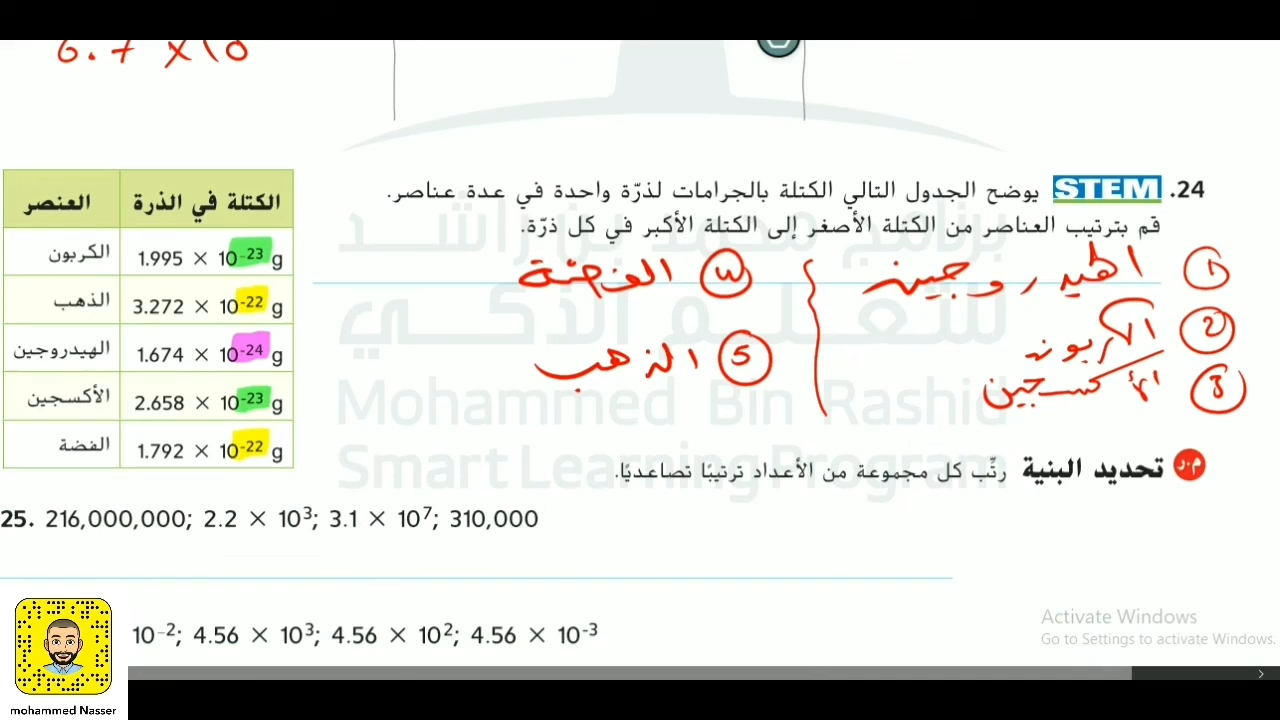 6.7 × 10
24. STEM يوضح الجدول التالي الكتلة بالجرامات لذرّة واحدة في عدة عناصر.
قم بترتيب العناصر من الكتلة الأصغر إلى الكتلة الأكبر في كل ذرّة.
العنصر الكتلة في الذرة
الكربون 1.995 × 10⁻²³ g
الذهب 3.272 × 10⁻²² g
الهيدروجين 1.674 × 10⁻²⁴ g
الأكسجين 2.658 × 10⁻²³ g
الفضة 1.792 × 10⁻²² g
① الهيدروجين
② الكربون
③ الأكسجين
الفضة
⑤ الذهب
برنامج محمد بن راشد
للتعلم الذكي
Mohammed Bin Rashid
Smart Learning Program
م.ر تحديد البنية رتّب كل مجموعة من الأعداد ترتيبًا تصاعديًا.
25. 216,000,000; 2.2 × 10³; 3.1 × 10⁷; 310,000
10⁻²; 4.56 × 10³; 4.56 × 10²; 4.56 × 10⁻³
Activate Windows
Go to Settings to activate Windows.
mohammed Nasser